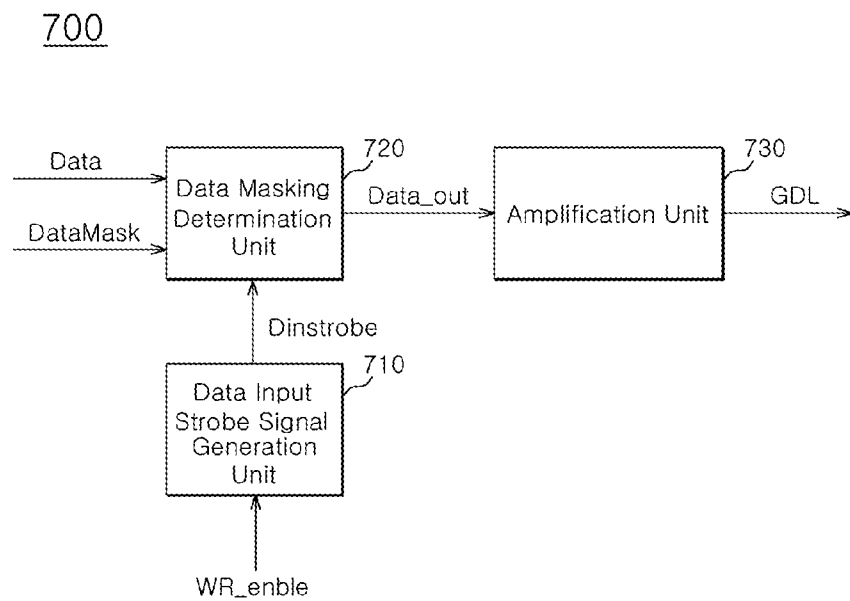 700
Data
DataMask
720
Data Masking
Determination
Unit
Data_out
730
Amplification Unit
GDL
Dinstrobe
710
Data Input
Strobe Signal
Generation
Unit
WR_enble